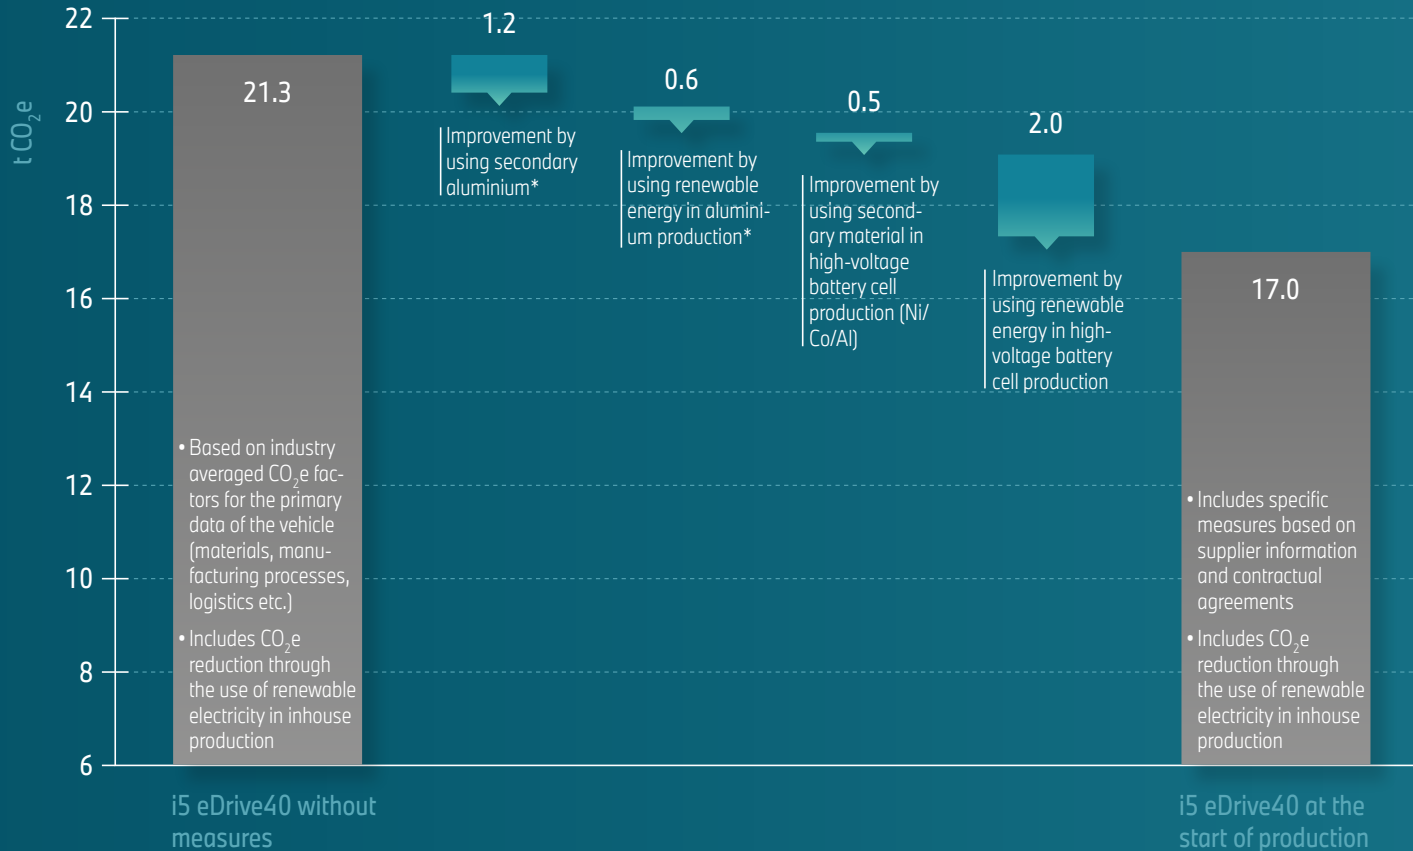 t CO₂e
22
20
18
16
14
12
10
8
6
21.3
• Based on industry
averaged CO₂e fac-
tors for the primary
data of the vehicle
(materials, manu-
facturing processes,
logistics etc.)
• Includes CO₂e
reduction through
the use of renewable
electricity in inhouse
production
i5 eDrive40 without
measures
1.2
Improvement by
using secondary
aluminium*
0.6
Improvement by
using renewable
energy in alumini-
um production*
0.5
Improvement by
using second-
ary material in
high-voltage
battery cell
production (Ni/
Co/Al)
2.0
Improvement by
using renewable
energy in high-
voltage battery
cell production
17.0
• Includes specific
measures based on
supplier information
and contractual
agreements
• Includes CO₂e
reduction through
the use of renewable
electricity in inhouse
production
i5 eDrive40 at the
start of production